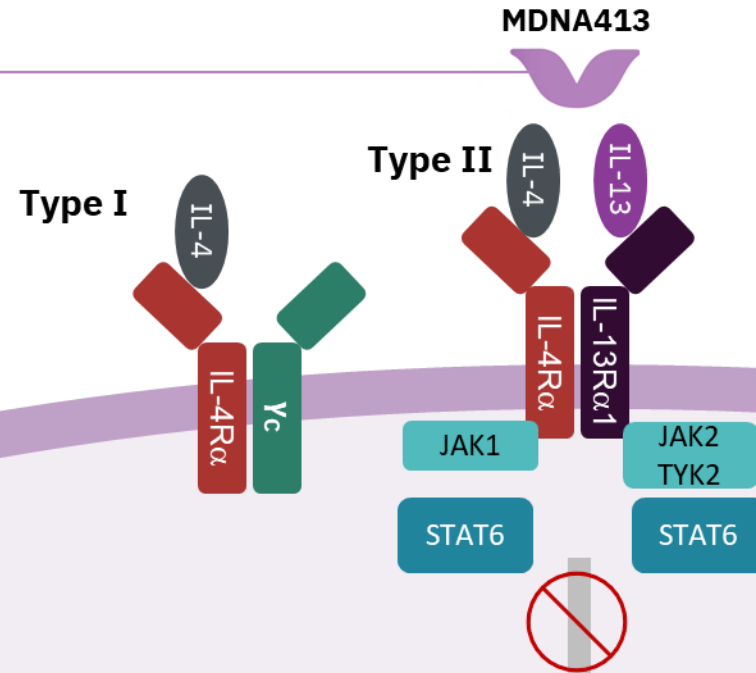 MDNA413
Type I
IL-4
IL-4Rα
γc
Type II
IL-4
IL-13
IL-4Rα
IL-13Rα1
JAK1
JAK2
TYK2
STAT6
STAT6